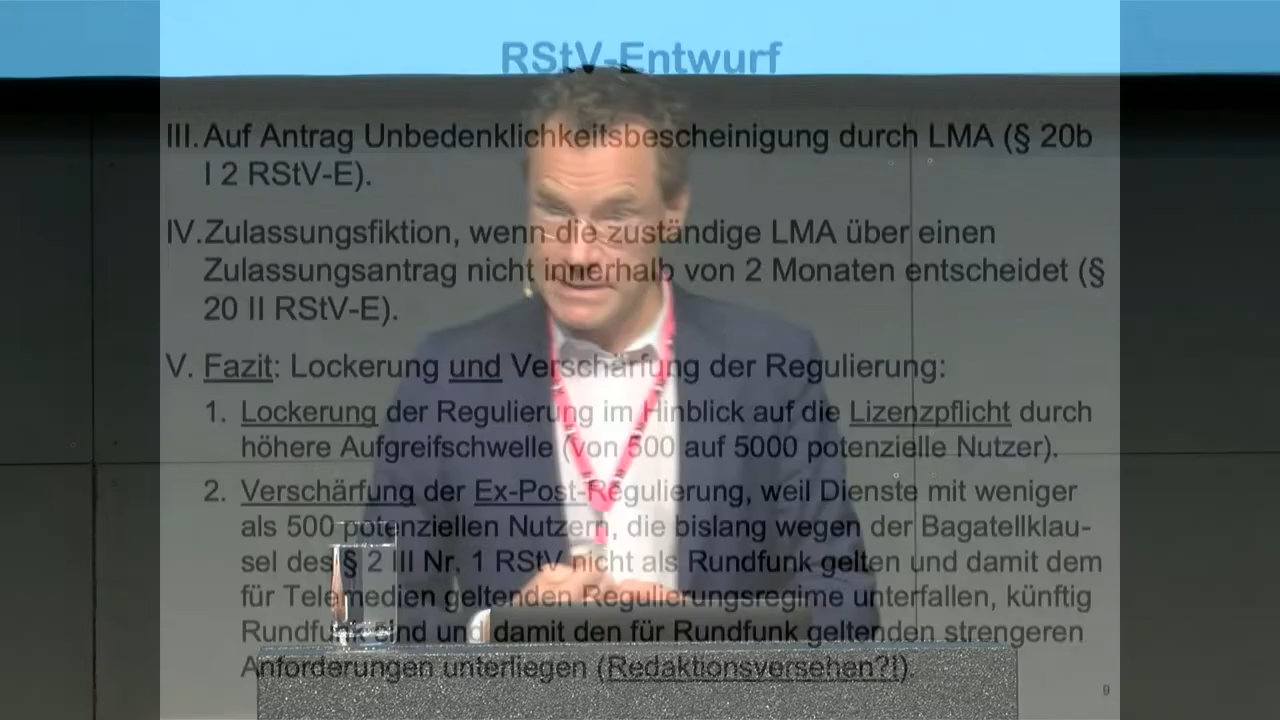 RStV-Entwurf
III. Auf Antrag Unbedenklichkeitsbescheinigung durch LMA (§ 20b
I 2 RStV-E).
IV. Zulassungsfiktion, wenn die zuständige LMA über einen
Zulassungsantrag nicht innerhalb von 2 Monaten entscheidet (§
20 II RStV-E).
V. Fazit: Lockerung und Verschärfung der Regulierung:
1. Lockerung der Regulierung im Hinblick auf die Lizenzpflicht durch
höhere Aufgreifschwelle (von 500 auf 5000 potenzielle Nutzer).
2. Verschärfung der Ex-Post-Regulierung, weil Dienste mit weniger
als 500 potenziellen Nutzern, die bislang wegen der Bagatellklau-
sel des § 2 III Nr. 1 RStV nicht als Rundfunk gelten und damit dem
für Telemedien geltenden Regulierungsregime unterfallen, künftig
Rundfunk sind und damit den für Rundfunk geltenden strengeren
Anforderungen unterliegen (Redaktionsversehen?!).
9